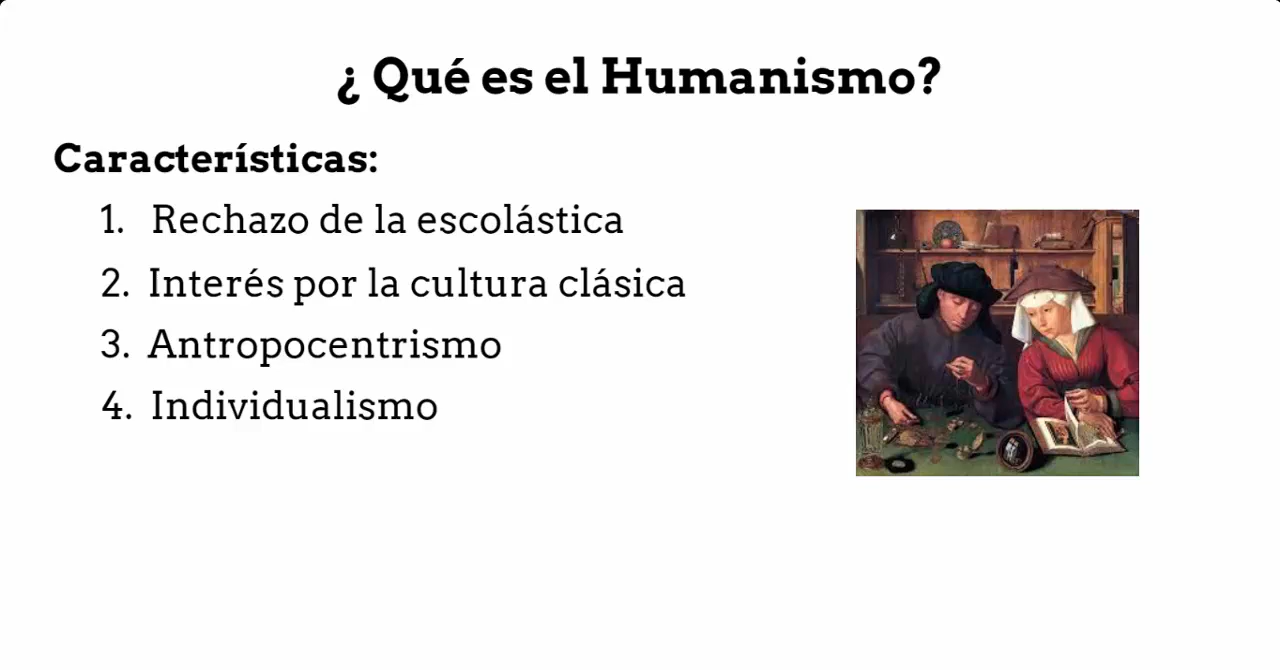 ¿ Qué es el Humanismo?
Características:
1. Rechazo de la escolástica
2. Interés por la cultura clásica
3. Antropocentrismo
4. Individualismo